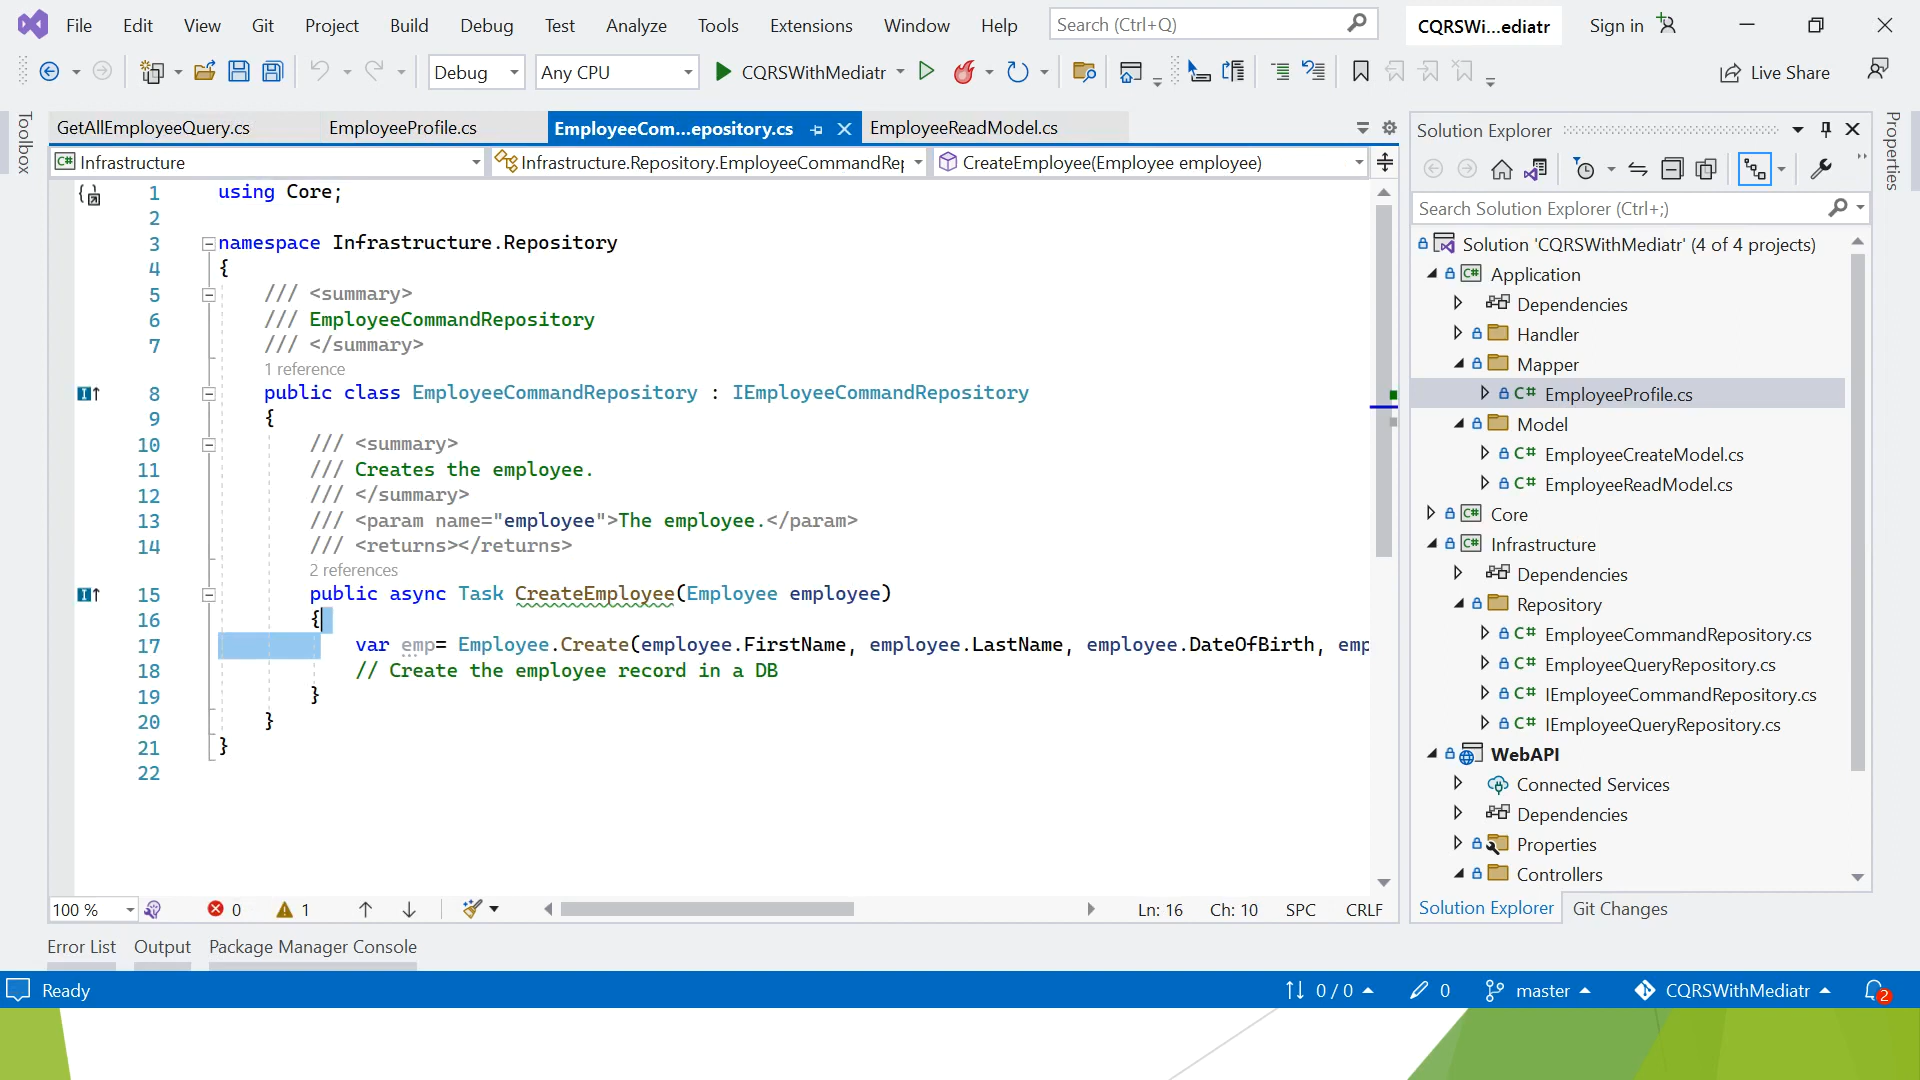 File Edit View Git Project Build Debug Test Analyze Tools Extensions Window Help Search (Ctrl+Q) CQRSWi...ediatr Sign in
Debug Any CPU CQRSWithMediatr Live Share
Toolbox
GetAllEmployeeQuery.cs EmployeeProfile.cs EmployeeCom...epository.cs EmployeeReadModel.cs
Infrastructure Infrastructure.Repository.EmployeeCommandRe CreateEmployee(Employee employee)
1 using Core;
2
3 namespace Infrastructure.Repository
4 {
5 /// <summary>
6 /// EmployeeCommandRepository
7 /// </summary>
1 reference
8 public class EmployeeCommandRepository : IEmployeeCommandRepository
9 {
10 /// <summary>
11 /// Creates the employee.
12 /// </summary>
13 /// <param name="employee">The employee.</param>
14 /// <returns></returns>
2 references
15 public async Task CreateEmployee(Employee employee)
16 {
17 var emp= Employee.Create(employee.FirstName, employee.LastName, employee.DateOfBirth, emp
18 // Create the employee record in a DB
19 }
20 }
21 }
22
100 % 0 1 Ln: 16 Ch: 10 SPC CRLF
Error List Output Package Manager Console
Solution Explorer
Search Solution Explorer (Ctrl+;)
Solution 'CQRSWithMediatr' (4 of 4 projects)
C# Application
Dependencies
Handler
Mapper
C# EmployeeProfile.cs
Model
C# EmployeeCreateModel.cs
C# EmployeeReadModel.cs
C# Core
C# Infrastructure
Dependencies
Repository
C# EmployeeCommandRepository.cs
C# EmployeeQueryRepository.cs
C# IEmployeeCommandRepository.cs
C# IEmployeeQueryRepository.cs
WebAPI
Connected Services
Dependencies
Properties
Controllers
Solution Explorer Git Changes
Properties
Ready 0 / 0 0 master CQRSWithMediatr 2